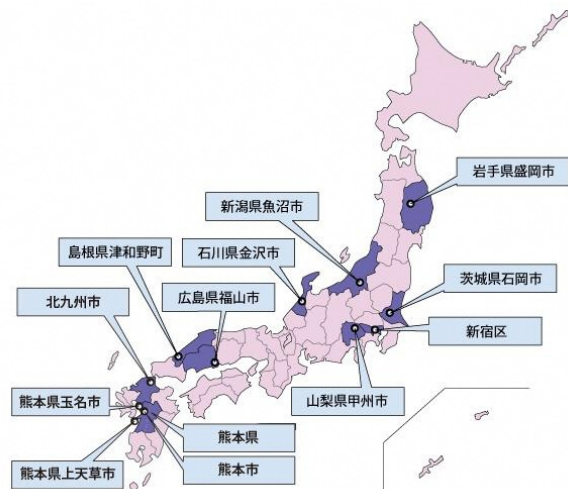 岩手県盛岡市
新潟県魚沼市
島根県津和野町
石川県金沢市
茨城県石岡市
北九州市
広島県福山市
新宿区
山梨県甲州市
熊本県玉名市
熊本県
熊本県上天草市
熊本市